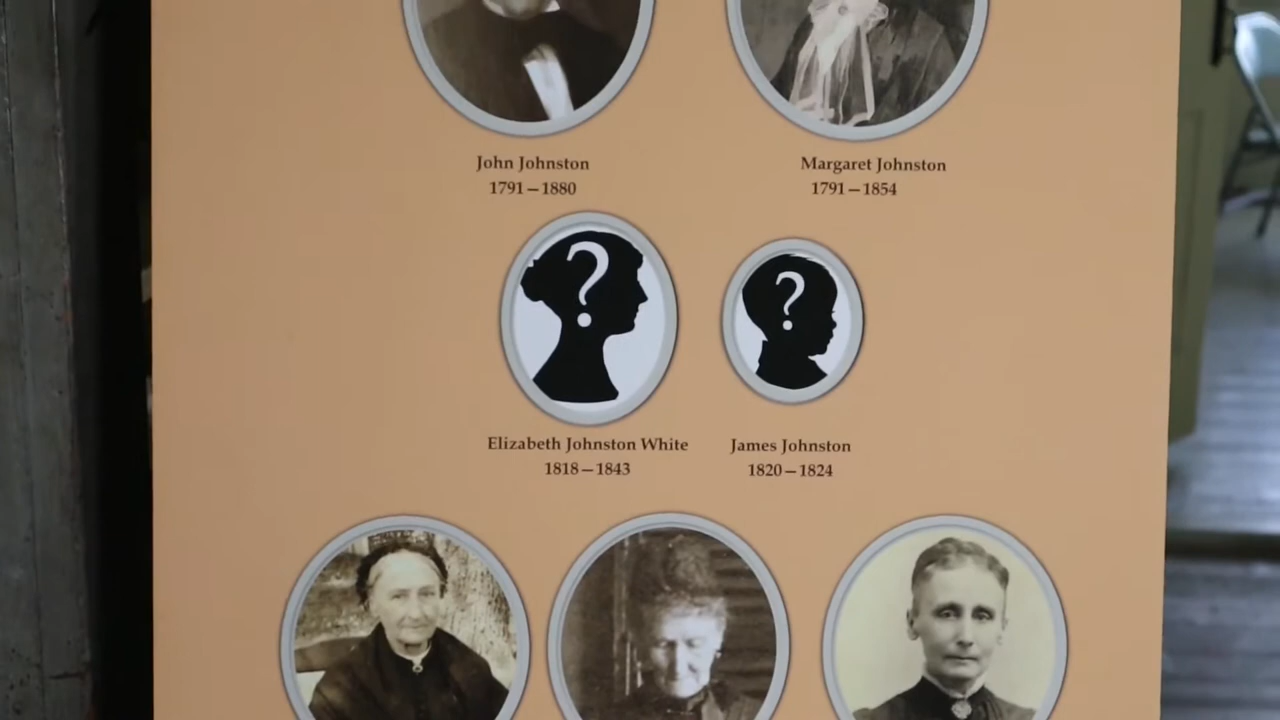 John Johnston
1791–1880
Margaret Johnston
1791–1854
?
?
Elizabeth Johnston White
1818–1843
James Johnston
1820–1824